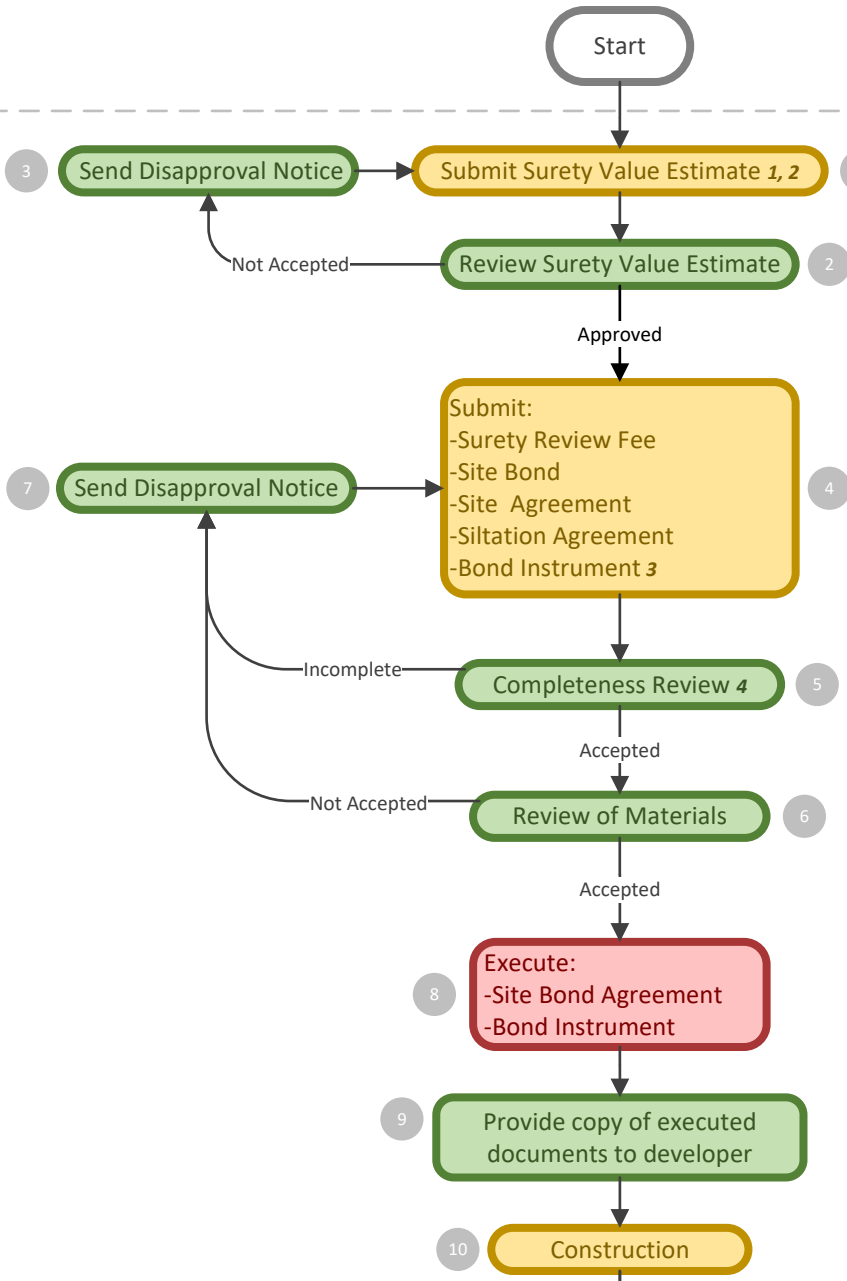 Start
3
Send Disapproval Notice
Submit Surety Value Estimate 1, 2
Not Accepted
Review Surety Value Estimate
2
Approved
Submit:
-Surety Review Fee
-Site Bond
-Site Agreement
-Siltation Agreement
-Bond Instrument 3
7
Send Disapproval Notice
4
Incomplete
Completeness Review 4
5
Accepted
Not Accepted
Review of Materials
6
Accepted
8
Execute:
-Site Bond Agreement
-Bond Instrument
9
Provide copy of executed
documents to developer
10
Construction